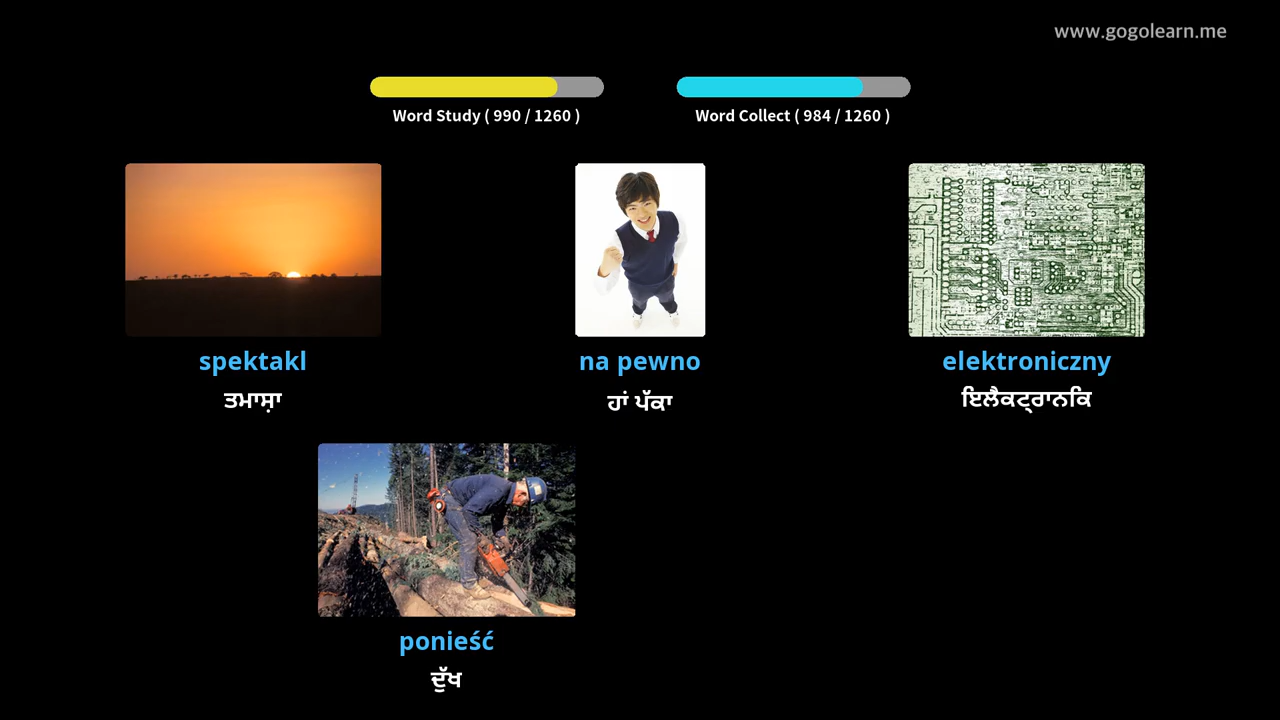 www.gogolearn.me
Word Study ( 990 / 1260 )
Word Collect ( 984 / 1260 )
spektakl
na pewno
elektroniczny
ਤਮਾਸ਼ਾ
ਹਾਂ ਪੱਕਾ
ਇਲੈਕਟ੍ਰਾਨਕਿ
ponieść
ਦੁੱਖ